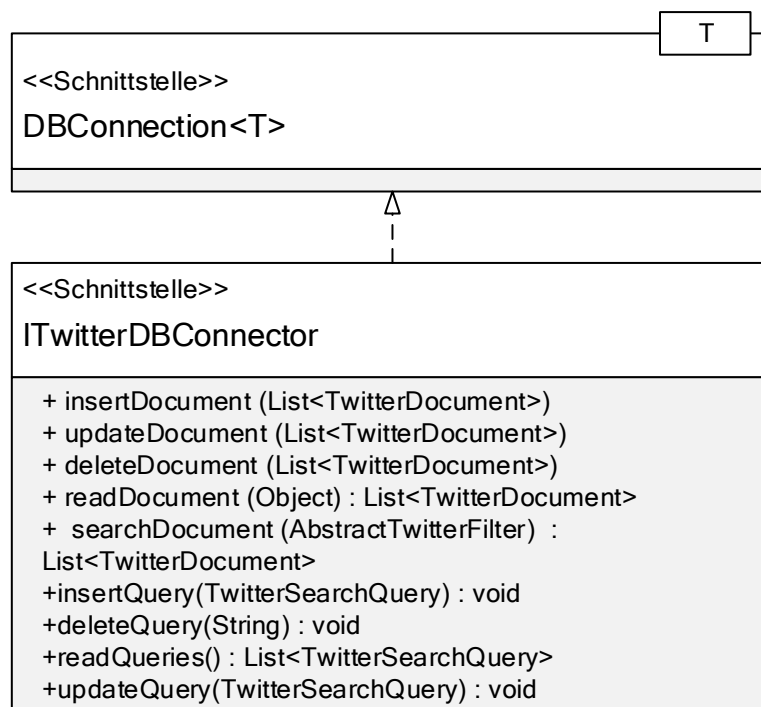 T
<<Schnittstelle>>
DBConnection<T>
<<Schnittstelle>>
ITwitterDBConnector
+ insertDocument (List<TwitterDocument>)
+ updateDocument (List<TwitterDocument>)
+ deleteDocument (List<TwitterDocument>)
+ readDocument (Object) : List<TwitterDocument>
+  searchDocument (AbstractTwitterFilter)  :
List<TwitterDocument>
+insertQuery(TwitterSearchQuery) : void
+deleteQuery(String) : void
+readQueries() : List<TwitterSearchQuery>
+updateQuery(TwitterSearchQuery) : void